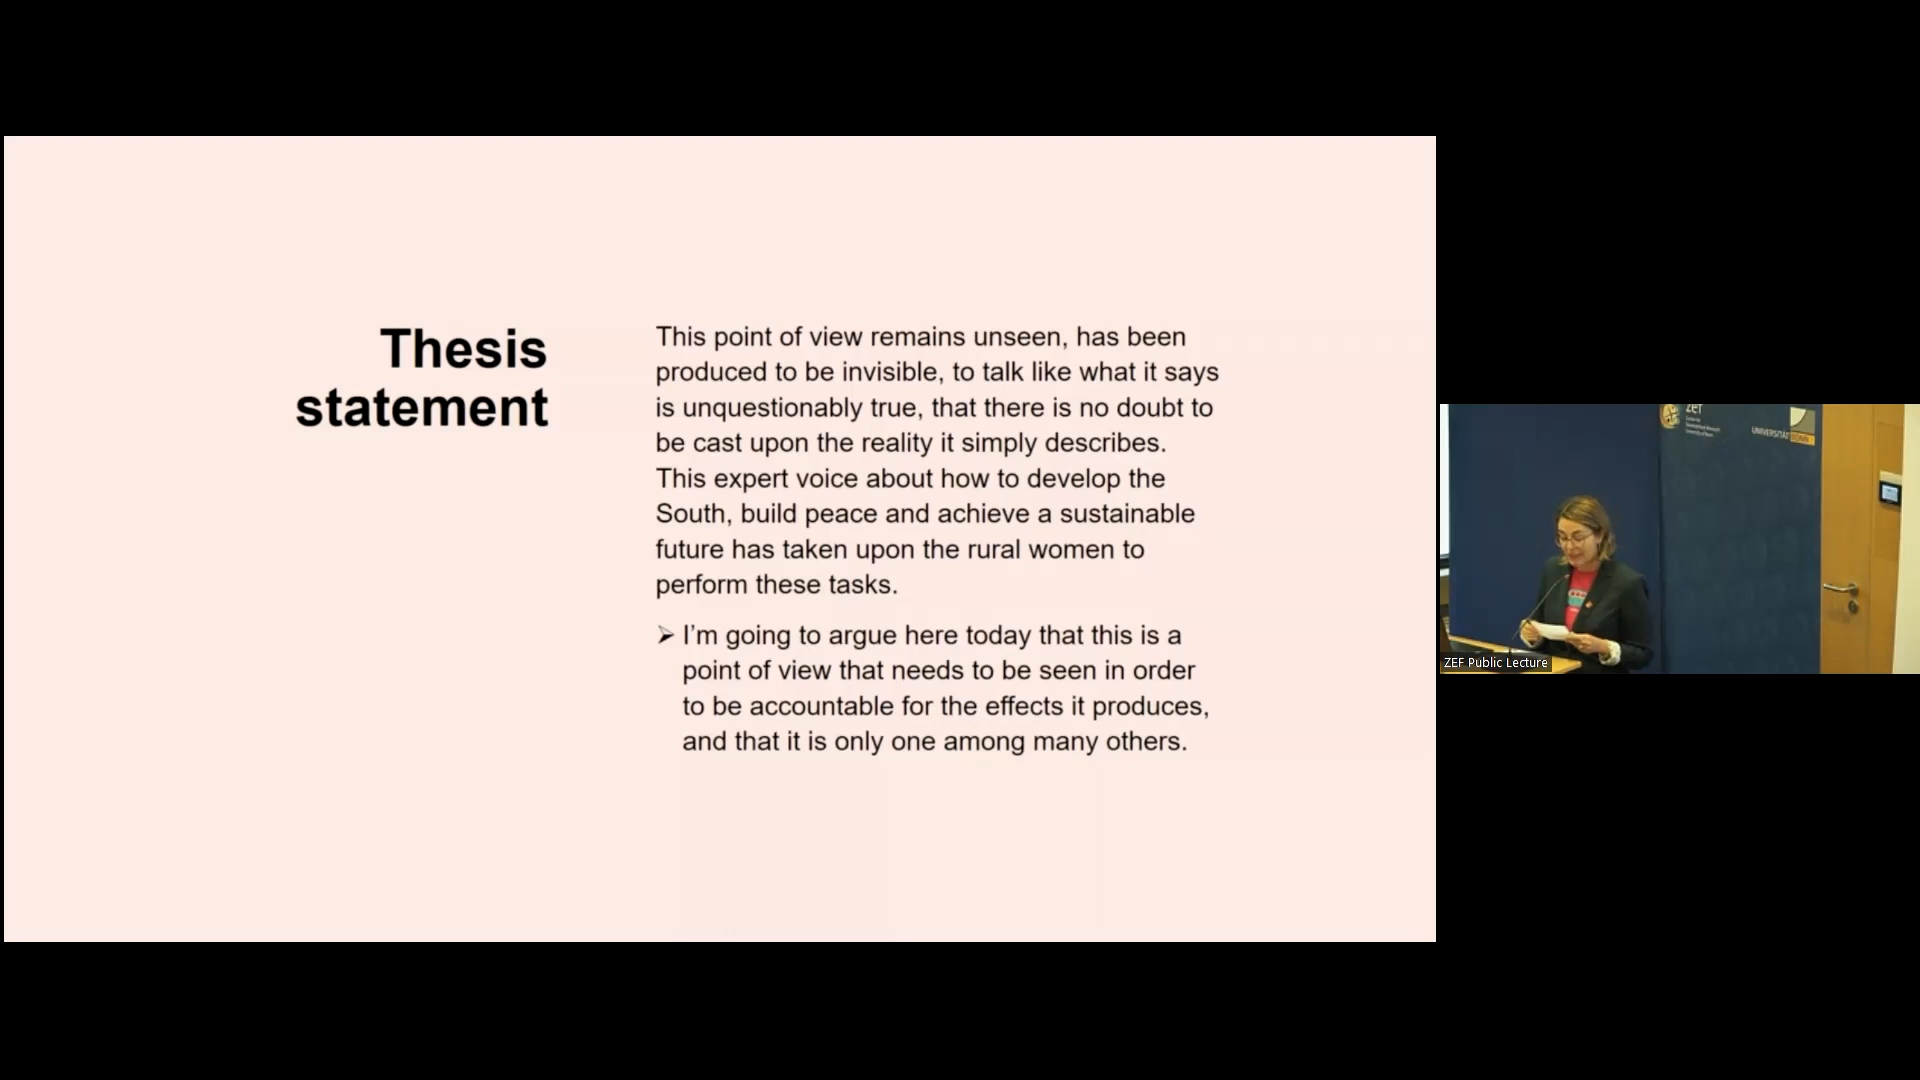 Thesis
statement
This point of view remains unseen, has been
produced to be invisible, to talk like what it says
is unquestionably true, that there is no doubt to
be cast upon the reality it simply describes.
This expert voice about how to develop the
South, build peace and achieve a sustainable
future has taken upon the rural women to
perform these tasks.
➢ I’m going to argue here today that this is a
point of view that needs to be seen in order
to be accountable for the effects it produces,
and that it is only one among many others.
zef
UNIVERSITÄT BONN
ZEF Public Lecture